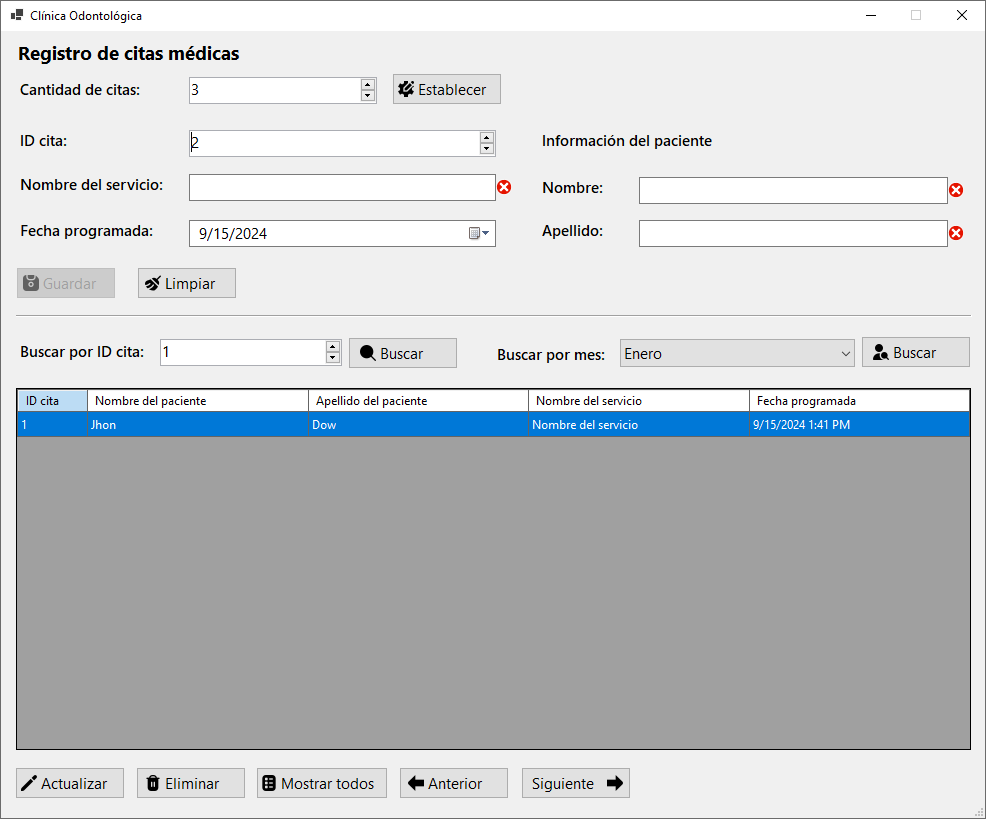 Clínica Odontológica
Registro de citas médicas
Cantidad de citas: 3 Establecer
ID cita: 2 Información del paciente
Nombre del servicio: Nombre:
Fecha programada: 9/15/2024 Apellido:
Guardar Limpiar
Buscar por ID cita: 1 Buscar Buscar por mes: Enero Buscar
ID cita Nombre del paciente Apellido del paciente Nombre del servicio Fecha programada
1 Jhon Dow Nombre del servicio 9/15/2024 1:41 PM
Actualizar Eliminar Mostrar todos Anterior Siguiente